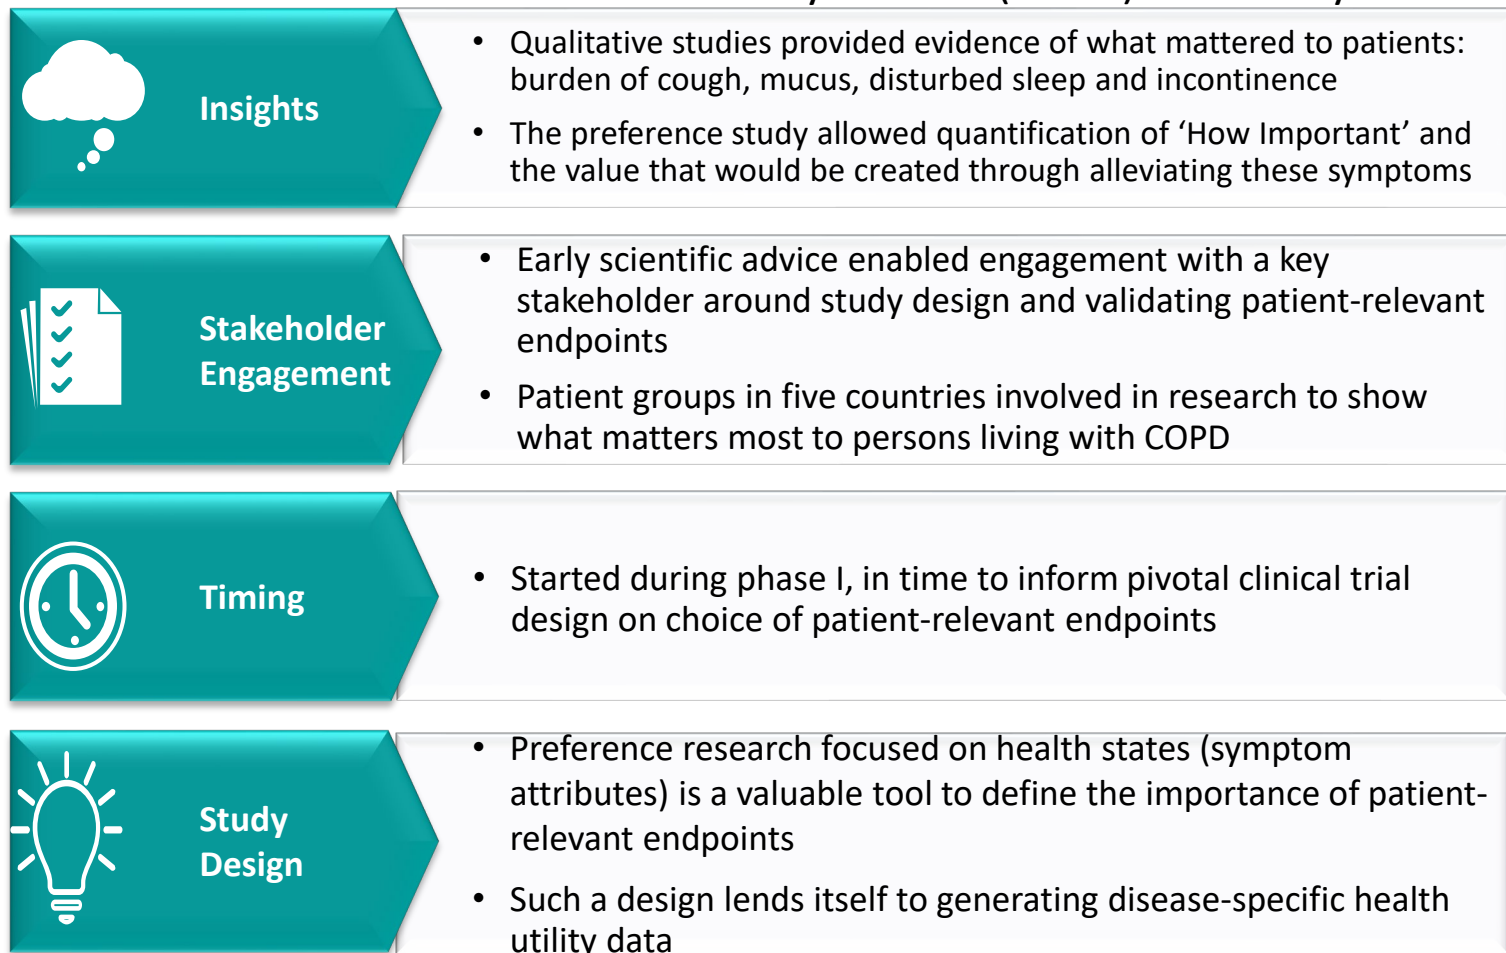 Insights
• Qualitative studies provided evidence of what mattered to patients:
burden of cough, mucus, disturbed sleep and incontinence
• The preference study allowed quantification of ‘How Important’ and
the value that would be created through alleviating these symptoms
Stakeholder
Engagement
• Early scientific advice enabled engagement with a key
stakeholder around study design and validating patient-relevant
endpoints
• Patient groups in five countries involved in research to show
what matters most to persons living with COPD
Timing
• Started during phase I, in time to inform pivotal clinical trial
design on choice of patient-relevant endpoints
Study
Design
• Preference research focused on health states (symptom
attributes) is a valuable tool to define the importance of patient-
relevant endpoints
• Such a design lends itself to generating disease-specific health
utility data